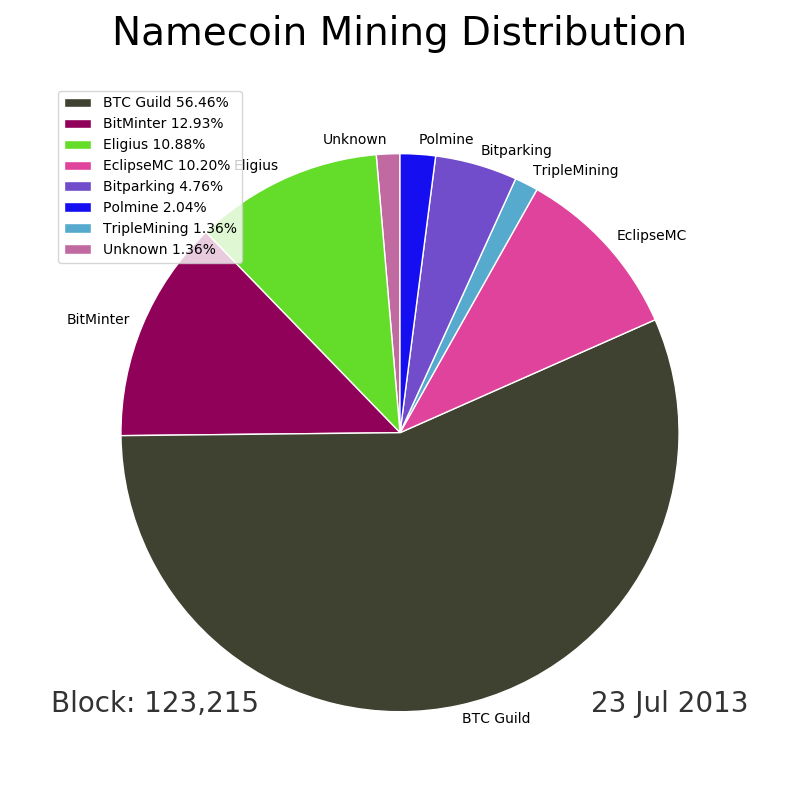 Namecoin Mining Distribution
BTC Guild 56.46%
BitMinter 12.93%
Eligius 10.88%
EclipseMC 10.20%
Bitparking 4.76%
Polmine 2.04%
TripleMining 1.36%
Unknown 1.36%
Unknown
Polmine
Bitparking
Eligius
TripleMining
EclipseMC
BitMinter
BTC Guild
Block: 123,215
23 Jul 2013